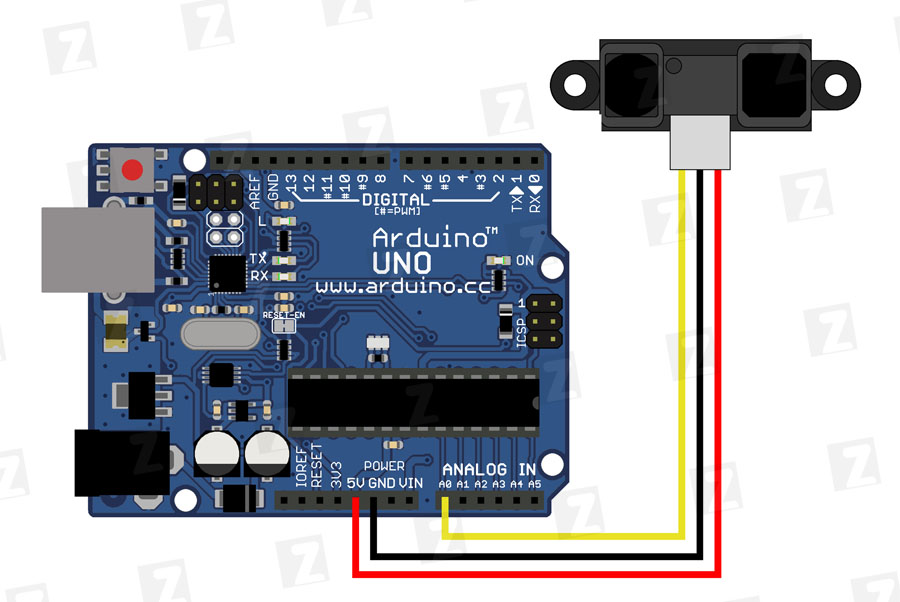 AREF
GND
13
12
#11
#10
#9
8
7
#6
#5
4
#3
2
TX▶1
RX◀0
DIGITAL
[#=PWM]
L
TX
RX
Arduino™
UNO
www.arduino.cc
ON
RESET-EN
1
ICSP
IOREF
RESET
3V3
5V
POWER
GND
VIN
ANALOG IN
A0 A1 A2 A3 A4 A5
Z